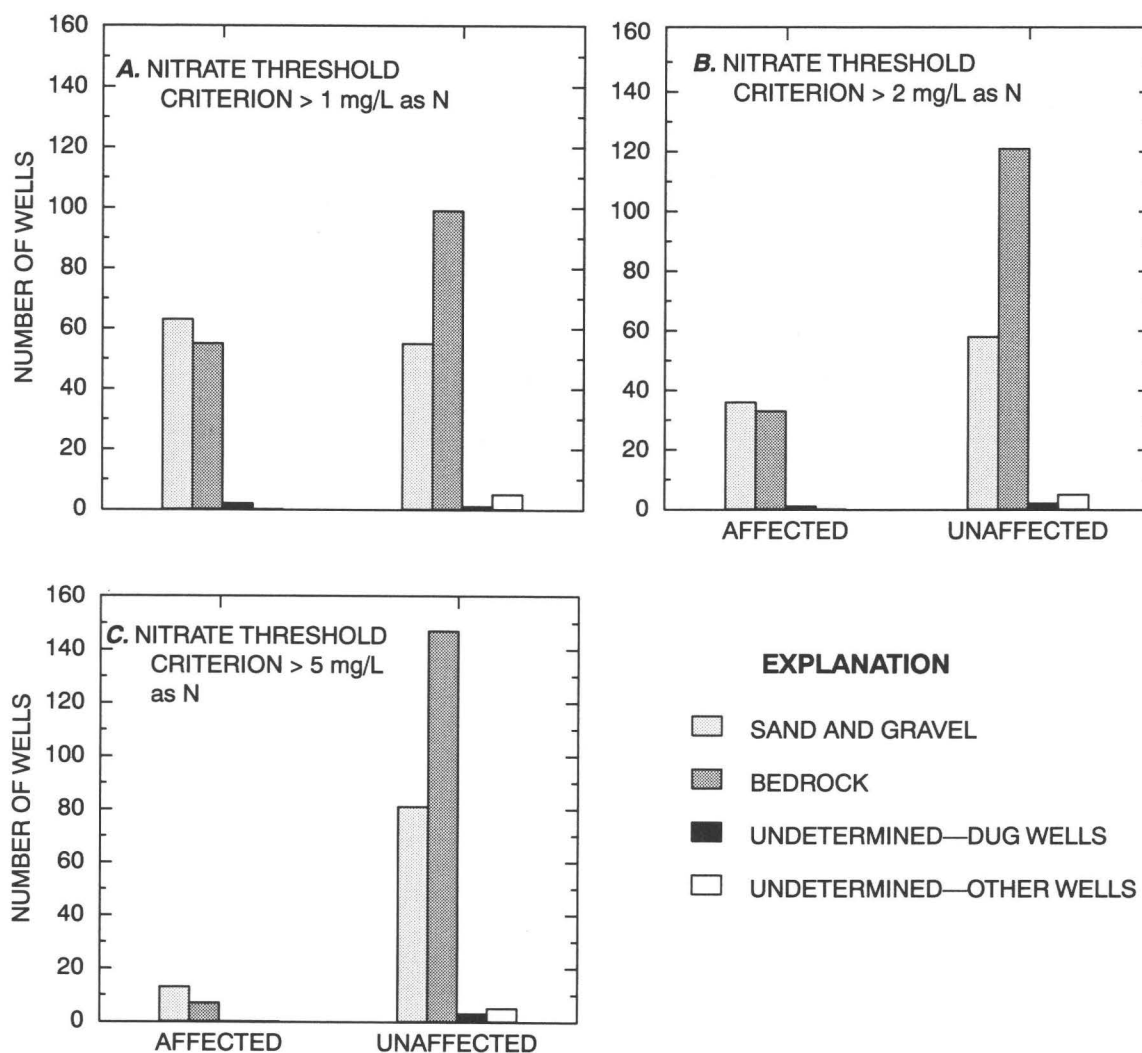 160
140
120
100
80
60
40
20
0
NUMBER OF WELLS
A. NITRATE THRESHOLD
CRITERION > 1 mg/L as N
160
140
120
100
80
60
40
20
0
B. NITRATE THRESHOLD
CRITERION > 2 mg/L as N
AFFECTED UNAFFECTED
160
140
120
100
80
60
40
20
0
NUMBER OF WELLS
C. NITRATE THRESHOLD
CRITERION > 5 mg/L
as N
AFFECTED UNAFFECTED
EXPLANATION
SAND AND GRAVEL
BEDROCK
UNDETERMINED—DUG WELLS
UNDETERMINED—OTHER WELLS